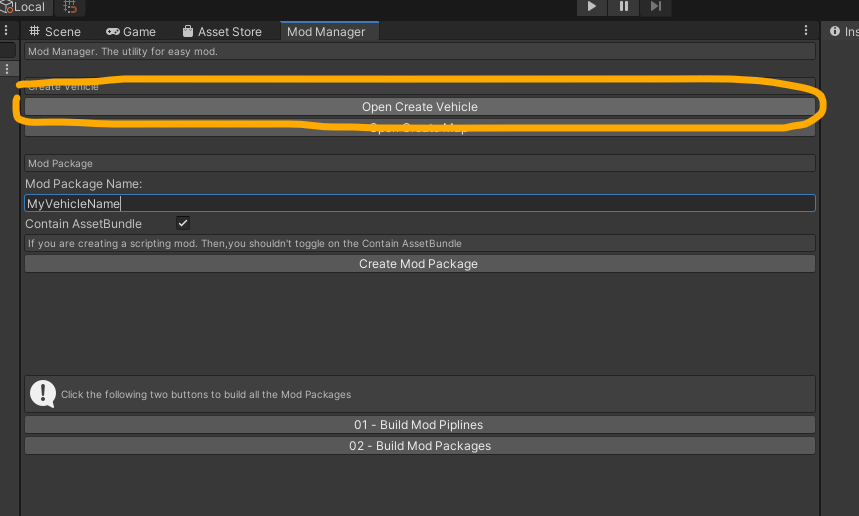 Local
Scene
Game
Asset Store
Mod Manager
Ins
Mod Manager. The utility for easy mod.
Create Vehicle
Open Create Vehicle
Open Create Map
Mod Package
Mod Package Name:
MyVehicleName
Contain AssetBundle
If you are creating a scripting mod. Then,you shouldn't toggle on the Contain AssetBundle
Create Mod Package
Click the following two buttons to build all the Mod Packages
01 - Build Mod Piplines
02 - Build Mod Packages